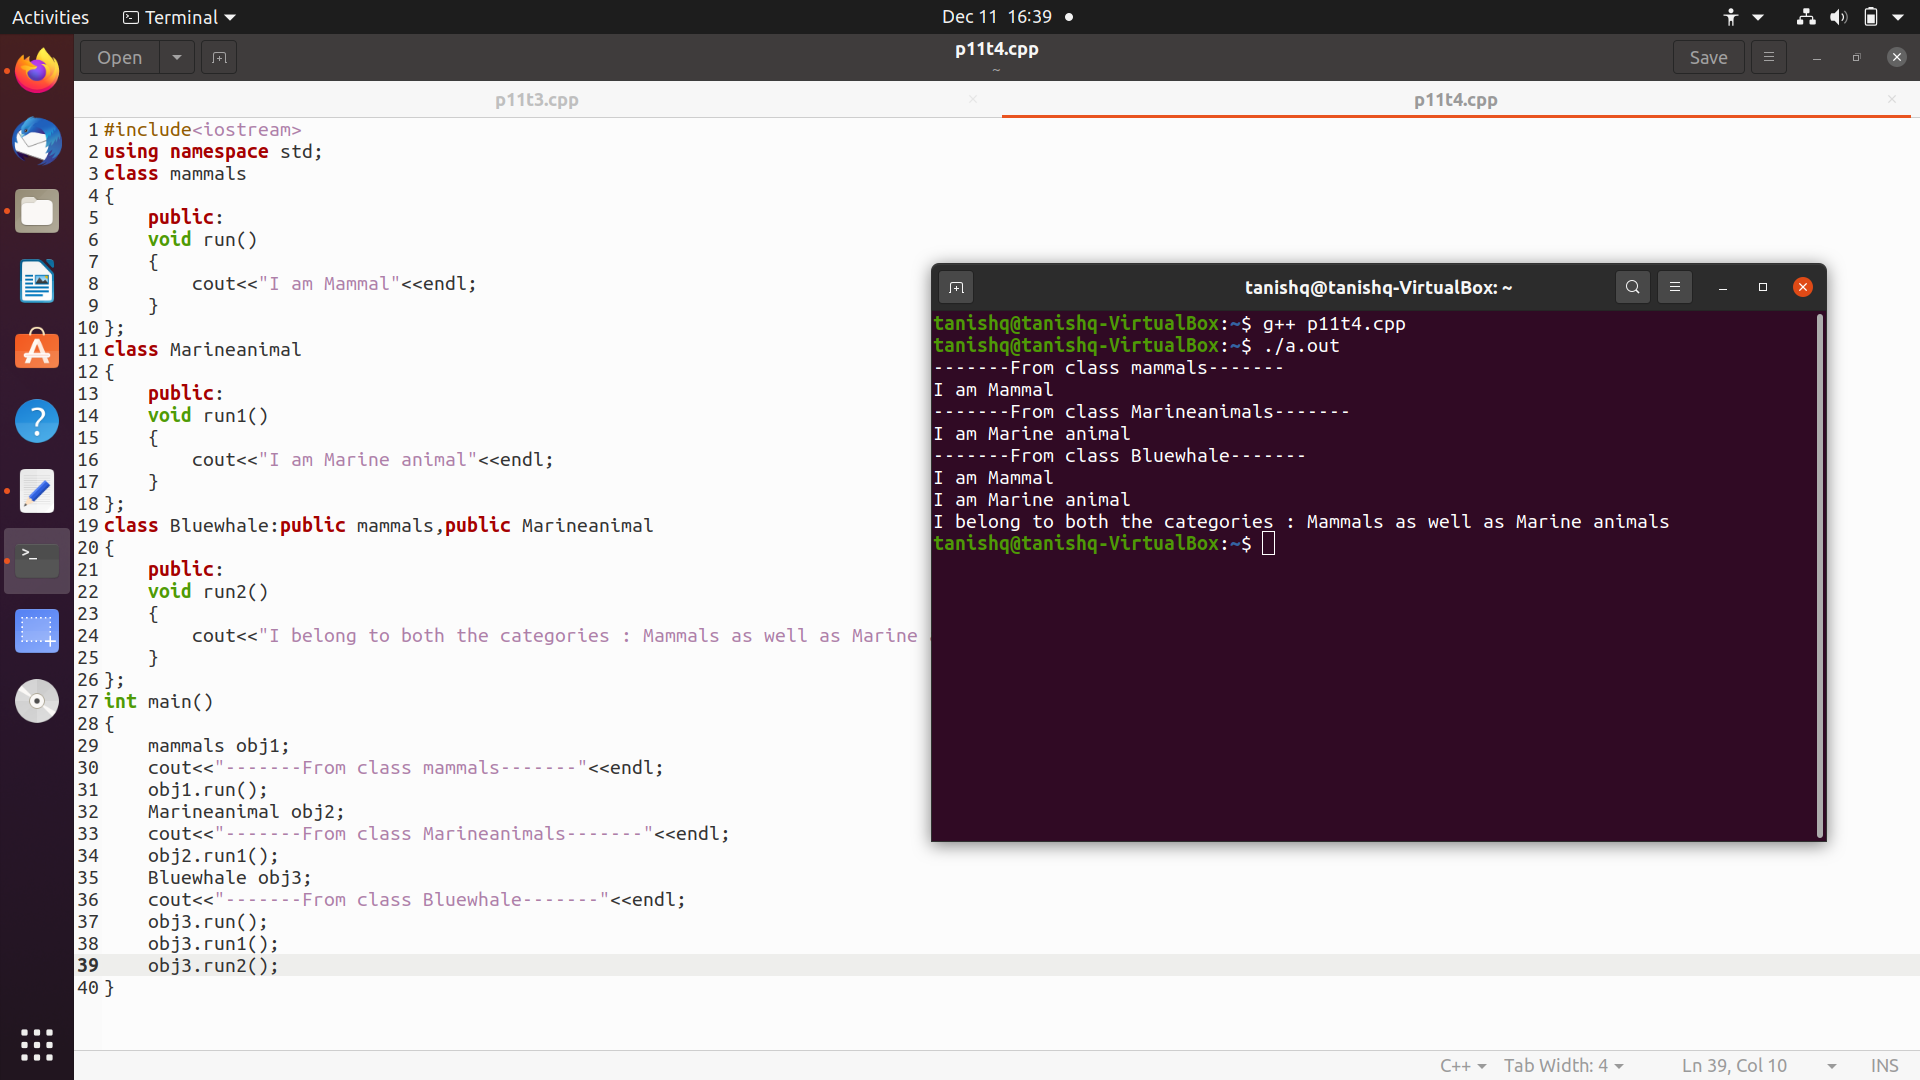 Activities Terminal Dec 11 16:39
Open p11t4.cpp Save
~
p11t3.cpp × p11t4.cpp ×
1 #include<iostream>
2 using namespace std;
3 class mammals
4 {
5     public:
6     void run()
7     {
8         cout<<"I am Mammal"<<endl;
9     }
10 };
11 class Marineanimal
12 {
13     public:
14     void run1()
15     {
16         cout<<"I am Marine animal"<<endl;
17     }
18 };
19 class Bluewhale:public mammals,public Marineanimal
20 {
21     public:
22     void run2()
23     {
24         cout<<"I belong to both the categories : Mammals as well as Marine
25     }
26 };
27 int main()
28 {
29     mammals obj1;
30     cout<<"-------From class mammals-------"<<endl;
31     obj1.run();
32     Marineanimal obj2;
33     cout<<"-------From class Marineanimals-------"<<endl;
34     obj2.run1();
35     Bluewhale obj3;
36     cout<<"-------From class Bluewhale-------"<<endl;
37     obj3.run();
38     obj3.run1();
39     obj3.run2();
40 }
tanishq@tanishq-VirtualBox: ~
tanishq@tanishq-VirtualBox:~$ g++ p11t4.cpp
tanishq@tanishq-VirtualBox:~$ ./a.out
-------From class mammals-------
I am Mammal
-------From class Marineanimals-------
I am Marine animal
-------From class Bluewhale-------
I am Mammal
I am Marine animal
I belong to both the categories : Mammals as well as Marine animals
tanishq@tanishq-VirtualBox:~$
C++ Tab Width: 4 Ln 39, Col 10 INS